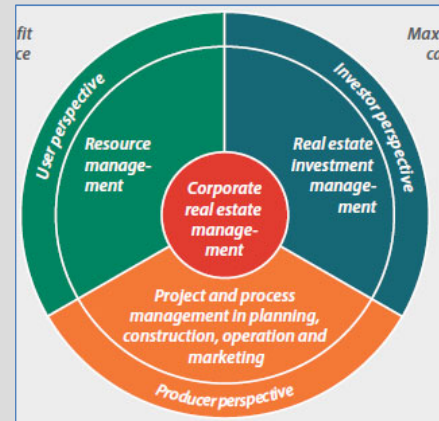 fit
ce
Max
ca
User perspective
Investor perspective
Resource
manage-
ment
Real estate
investment
manage-
ment
Corporate
real estate
manage-
ment
Project and process
management in planning,
construction, operation and
marketing
Producer perspective